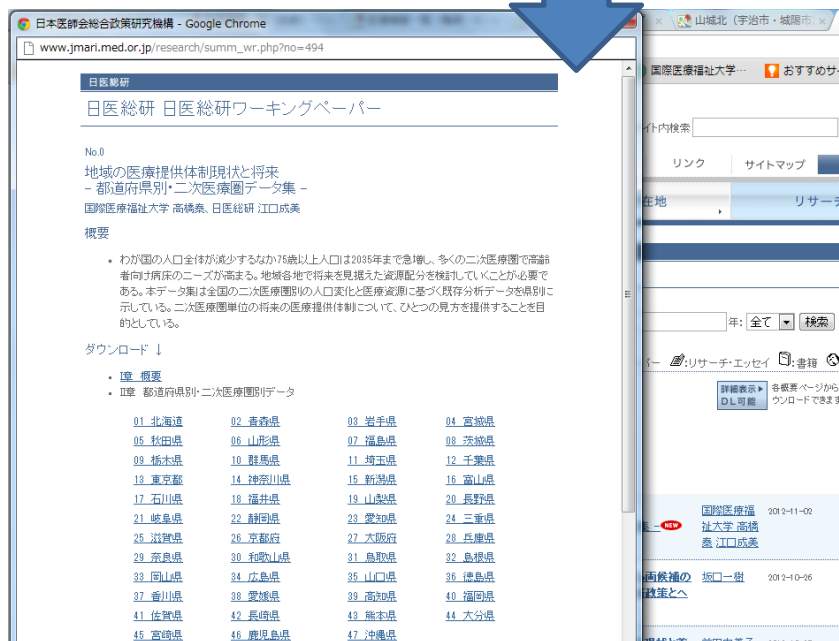 日本医師会総合政策研究機構 - Google Chrome
www.jmari.med.or.jp/research/summ_wr.php?no=494
日医総研
日医総研 日医総研ワーキングペーパー
No.0
地域の医療提供体制現状と将来
− 都道府県別・二次医療圏データ集 −
国際医療福祉大学 高橋泰、日医総研 江口成美
概要
• わが国の人口全体が減少するなか75歳以上人口は2035年まで急増し、多くの二次医療圏で高齢
者向け病床のニーズが高まる。地域各地で将来を見据えた資源配分を検討していくことが必要で
ある。本データ集は全国の二次医療圏別の人口変化と医療資源に基づく既存分析データを県別に
示している。二次医療圏単位の将来の医療提供体制について、ひとつの見方を提供することを目
的としている。
ダウンロード ↓
• I章 概要
• II章 都道府県別・二次医療圏別データ
01 北海道 02 青森県 03 岩手県 04 宮城県
05 秋田県 06 山形県 07 福島県 08 茨城県
09 栃木県 10 群馬県 11 埼玉県 12 千葉県
13 東京都 14 神奈川県 15 新潟県 16 富山県
17 石川県 18 福井県 19 山梨県 20 長野県
21 岐阜県 22 静岡県 23 愛知県 24 三重県
25 滋賀県 26 京都府 27 大阪府 28 兵庫県
29 奈良県 30 和歌山県 31 鳥取県 32 島根県
33 岡山県 34 広島県 35 山口県 36 徳島県
37 香川県 38 愛媛県 39 高知県 40 福岡県
41 佐賀県 42 長崎県 43 熊本県 44 大分県
45 宮崎県 46 鹿児島県 47 沖縄県
山城北（宇治市・城陽市）
国際医療福祉大学… おすすめサ
イト内検索
リンク サイトマップ
在地 リサーチ
年: 全て 検索
パー :リサーチ・エッセイ :書籍
詳細表示 DL可能 各概要ページから
ウンロードできます
集 − NEW 国際医療福 2012-11-02
祉大学 高橋
泰 江口成美
両候補の 坂口一樹 2012-10-26
政策とへ